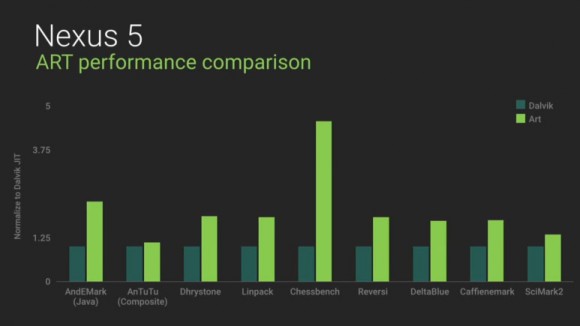 Nexus 5
ART performance comparison
5
Dalvik
Art
3.75
Normalize to Dalvik JIT
1.25
0
AndEMark
(Java)
AnTuTu
(Composite)
Dhrystone
Linpack
Chessbench
Reversi
DeltaBlue
Caffienemark
SciMark2